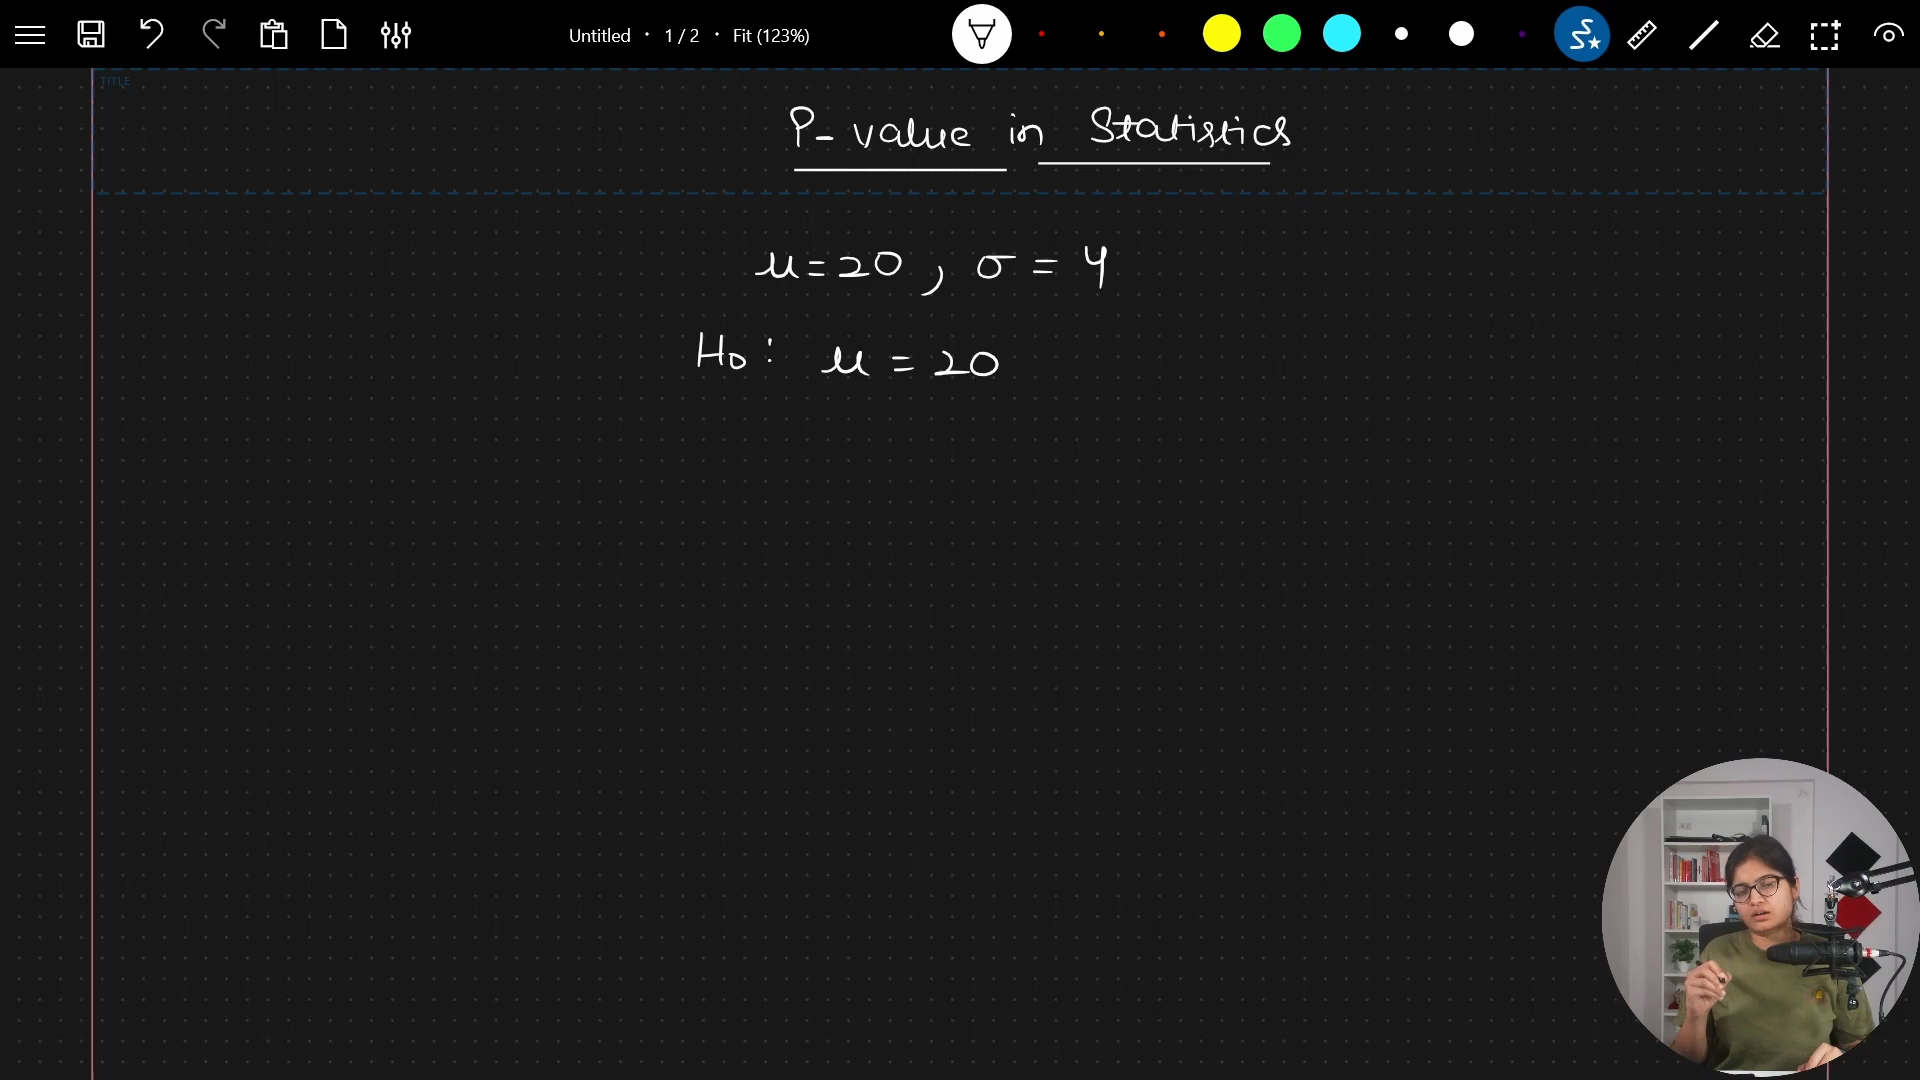 Untitled • 1 / 2 • Fit (123%)
TITLE
P- value in Statistics
μ = 20 , σ = 4
H₀ : μ = 20